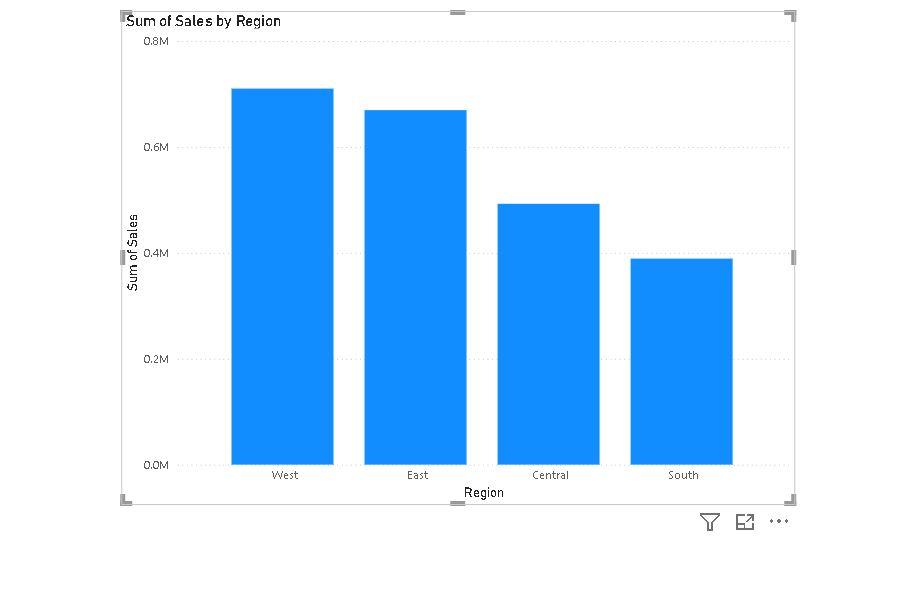 Sum of Sales by Region
0.8M
0.6M
0.4M
0.2M
0.0M
Sum of Sales
West East Central South
Region